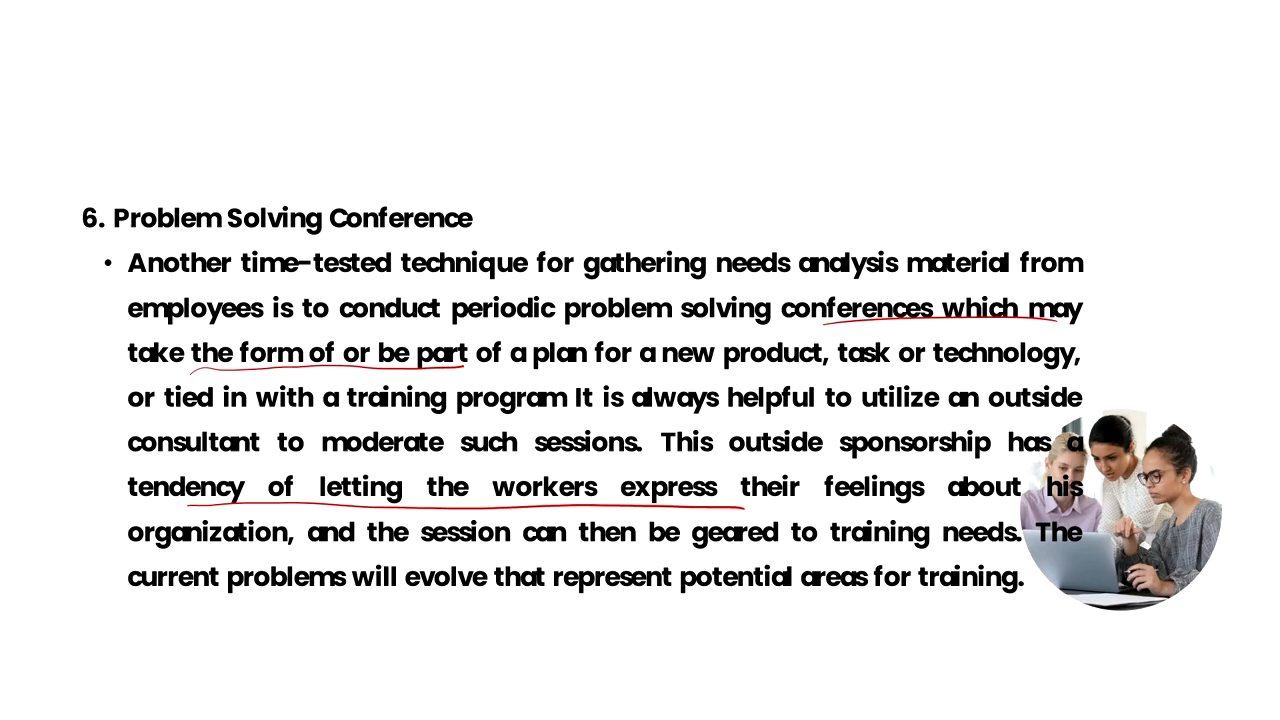 6. Problem Solving Conference
• Another time-tested technique for gathering needs analysis material from
employees is to conduct periodic problem solving conferences which may
take the form of or be part of a plan for a new product, task or technology,
or tied in with a training program It is always helpful to utilize an outside
consultant to moderate such sessions. This outside sponsorship has a
tendency of letting the workers express their feelings about his
organization, and the session can then be geared to training needs. The
current problems will evolve that represent potential areas for training.